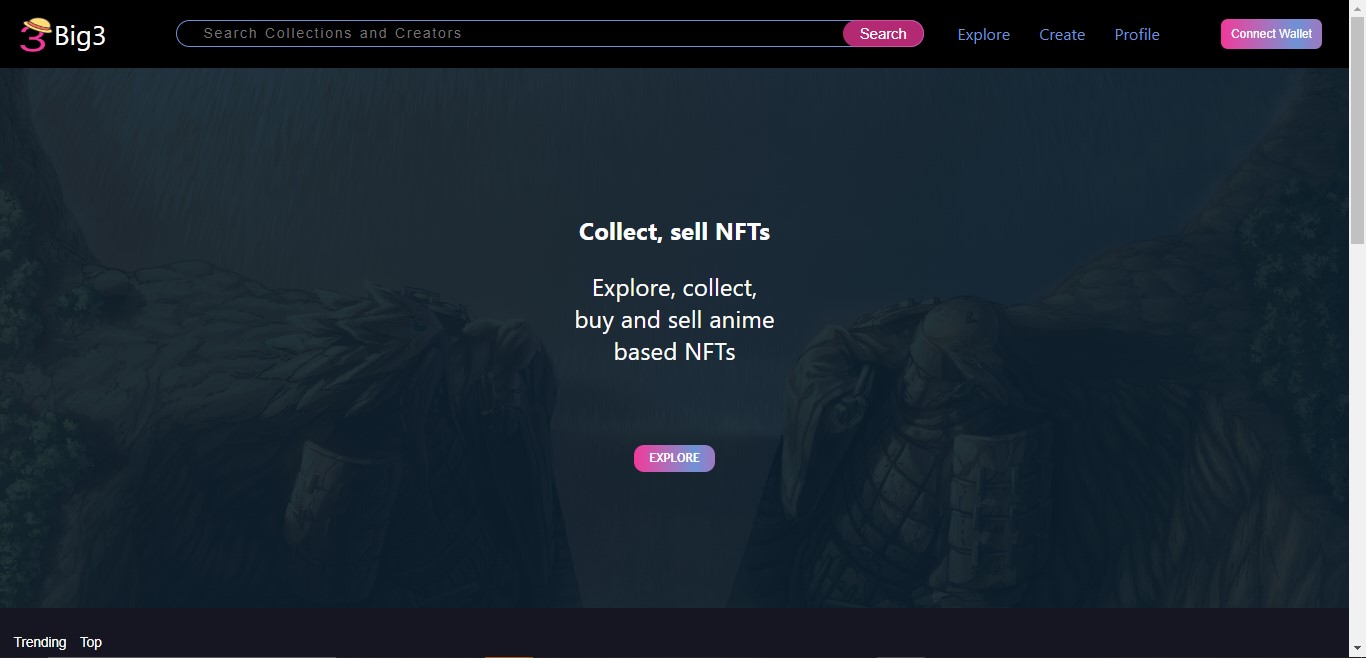 3 Big3
Search Collections and Creators
Search
Explore
Create
Profile
Connect Wallet
Collect, sell NFTs
Explore, collect,
buy and sell anime
based NFTs
EXPLORE
Trending
Top